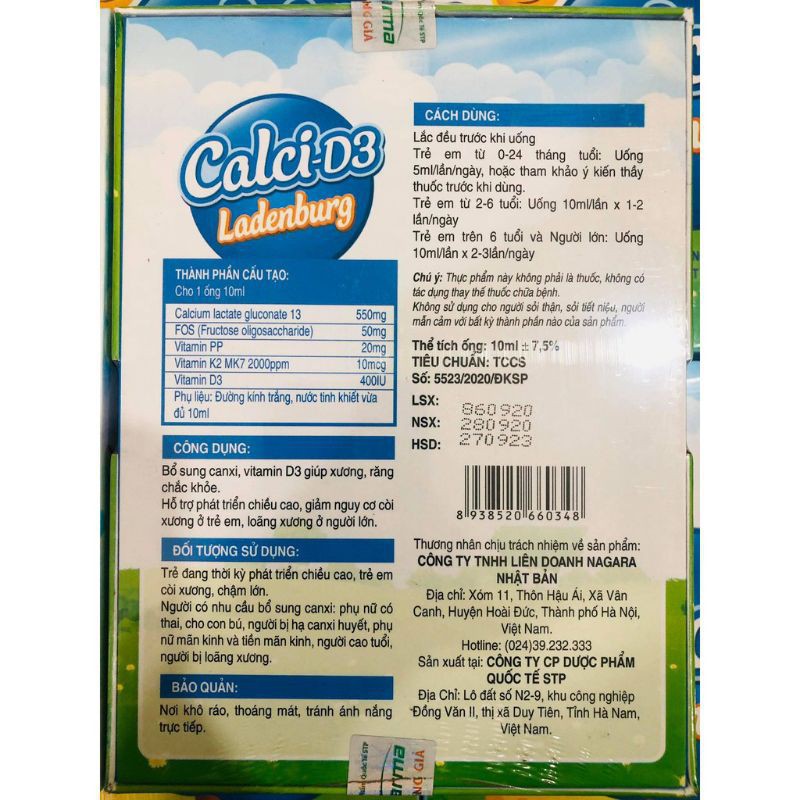 NG GIẢ
arma
Quốc Tế STP
Calci-D3
Ladenburg
THÀNH PHẦN CẤU TẠO:
Cho 1 ống 10ml
Calcium lactate gluconate 13 550mg
FOS (Fructose oligosaccharide) 50mg
Vitamin PP 20mg
Vitamin K2 MK7 2000ppm 10mcg
Vitamin D3 400IU
Phụ liệu: Đường kính trắng, nước tinh khiết vừa
đủ 10ml
CÔNG DỤNG:
Bổ sung canxi, vitamin D3 giúp xương, răng
chắc khỏe.
Hỗ trợ phát triển chiều cao, giảm nguy cơ còi
xương ở trẻ em, loãng xương ở người lớn.
ĐỐI TƯỢNG SỬ DỤNG:
Trẻ đang thời kỳ phát triển chiều cao, trẻ em
còi xương, chậm lớn.
Người có nhu cầu bổ sung canxi: phụ nữ có
thai, cho con bú, người bị hạ canxi huyết, phụ
nữ mãn kinh và tiền mãn kinh, người cao tuổi,
người bị loãng xương.
BẢO QUẢN:
Nơi khô ráo, thoáng mát, tránh ánh nắng
trực tiếp.
CÁCH DÙNG:
Lắc đều trước khi uống
Trẻ em từ 0-24 tháng tuổi: Uống
5ml/lần/ngày, hoặc tham khảo ý kiến thầy
thuốc trước khi dùng.
Trẻ em từ 2-6 tuổi: Uống 10ml/lần x 1-2
lần/ngày
Trẻ em trên 6 tuổi và Người lớn: Uống
10ml/lần x 2-3lần/ngày
Chú ý: Thực phẩm này không phải là thuốc, không có
tác dụng thay thế thuốc chữa bệnh.
Không sử dụng cho người sỏi thận, sỏi tiết niệu, người
mẫn cảm với bất kỳ thành phần nào của sản phẩm.
Thể tích ống: 10ml ± 7,5%
TIÊU CHUẨN: TCCS
Số: 5523/2020/ĐKSP
LSX: 860920
NSX: 280920
HSD: 270923
8 938520 660348
Thương nhân chịu trách nhiệm về sản phẩm:
CÔNG TY TNHH LIÊN DOANH NAGARA
NHẬT BẢN
Địa chỉ: Xóm 11, Thôn Hậu Ái, Xã Vân
Canh, Huyện Hoài Đức, Thành phố Hà Nội,
Việt Nam.
Hotline: (024)39.232.333
Sản xuất tại: CÔNG TY CP DƯỢC PHẨM
QUỐC TẾ STP
Địa Chỉ: Lô đất số N2-9, khu công nghiệp
Đồng Văn II, thị xã Duy Tiên, Tỉnh Hà Nam,
Việt Nam
NG GIẢ
arma